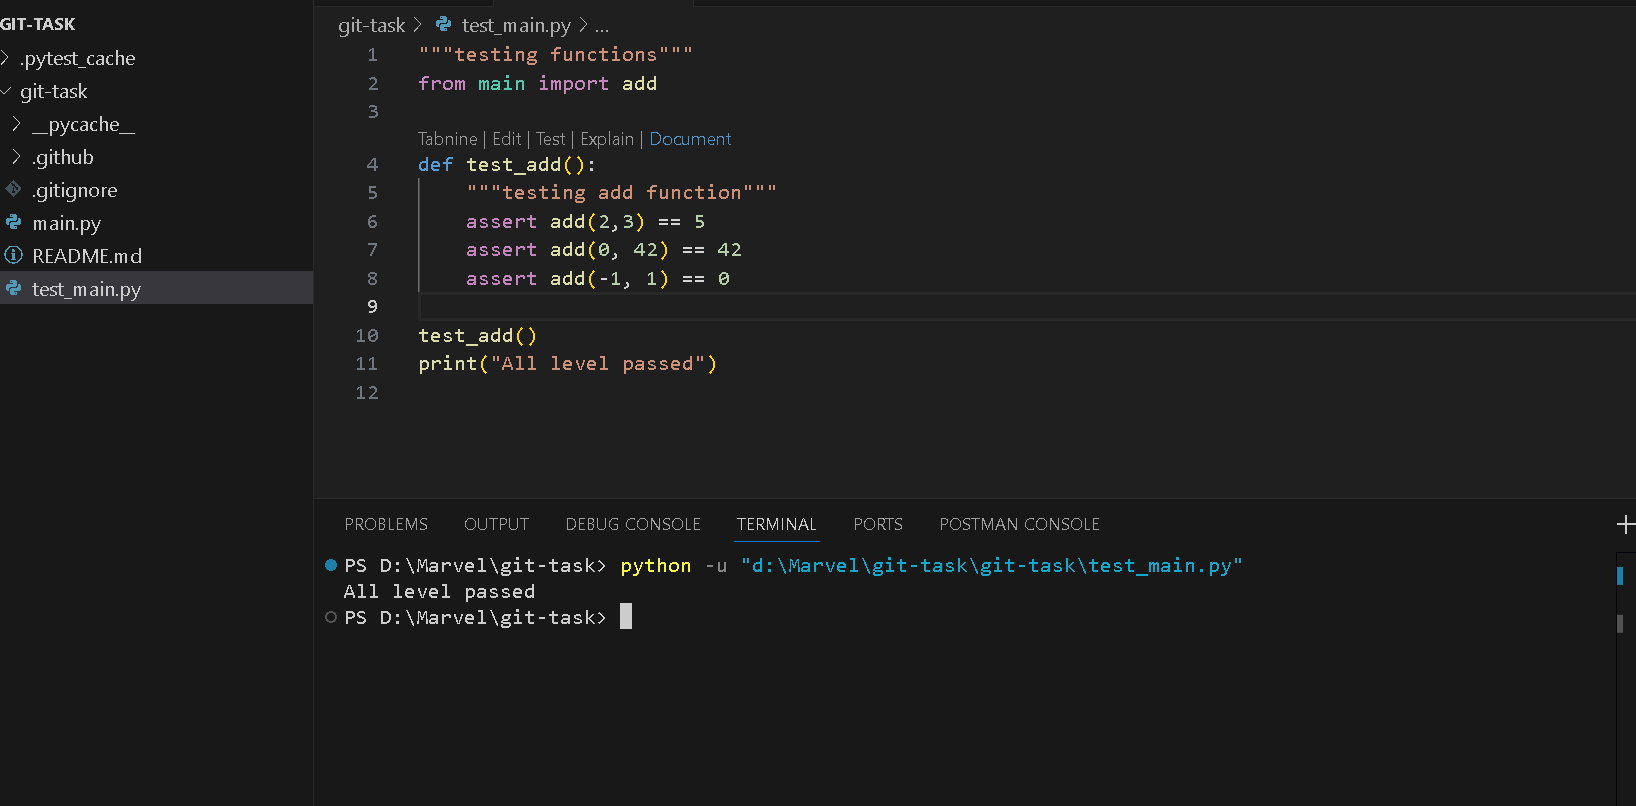 GIT-TASK
.pytest_cache
git-task
__pycache__
.github
.gitignore
main.py
README.md
test_main.py
git-task > test_main.py > ...
1 """testing functions"""
2 from main import add
3
Tabnine | Edit | Test | Explain | Document
4 def test_add():
5     """testing add function"""
6     assert add(2,3) == 5
7     assert add(0, 42) == 42
8     assert add(-1, 1) == 0
9
10 test_add()
11 print("All level passed")
12
PROBLEMS OUTPUT DEBUG CONSOLE TERMINAL PORTS POSTMAN CONSOLE
PS D:\Marvel\git-task> python -u "d:\Marvel\git-task\git-task\test_main.py"
All level passed
PS D:\Marvel\git-task>